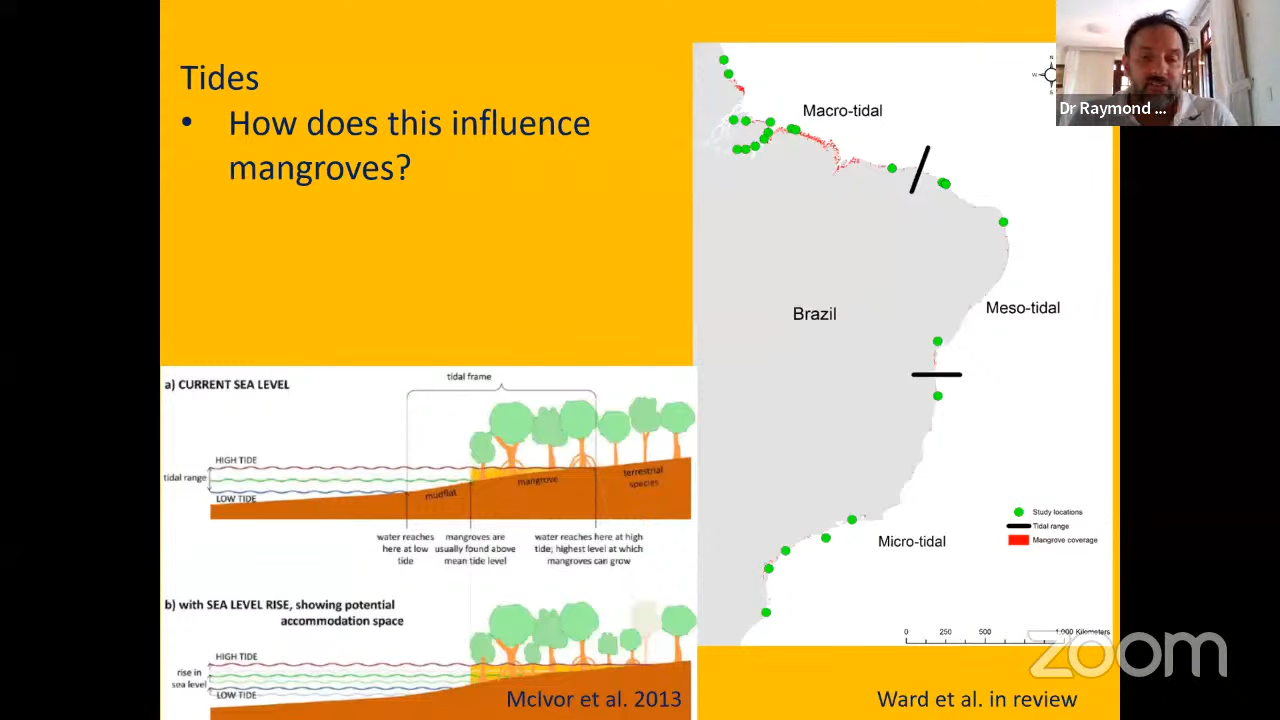 Tides
• How does this influence
mangroves?
a) CURRENT SEA LEVEL
tidal frame
HIGH TIDE
tidal range
LOW TIDE
mudflat
mangrove
terrestrial
species
water reaches
here at low
tide
mangroves are
usually found above
mean tide level
water reaches here at high
tide; highest level at which
mangroves can grow
b) with SEA LEVEL RISE, showing potential
accommodation space
HIGH TIDE
rise in
sea level
LOW TIDE
McIvor et al. 2013
Macro-tidal
Brazil
Meso-tidal
Micro-tidal
Study locations
Tidal range
Mangrove coverage
0 250 500 1,000 Kilometers
N
W
S
Ward et al. in review
Dr Raymond ...
zoom